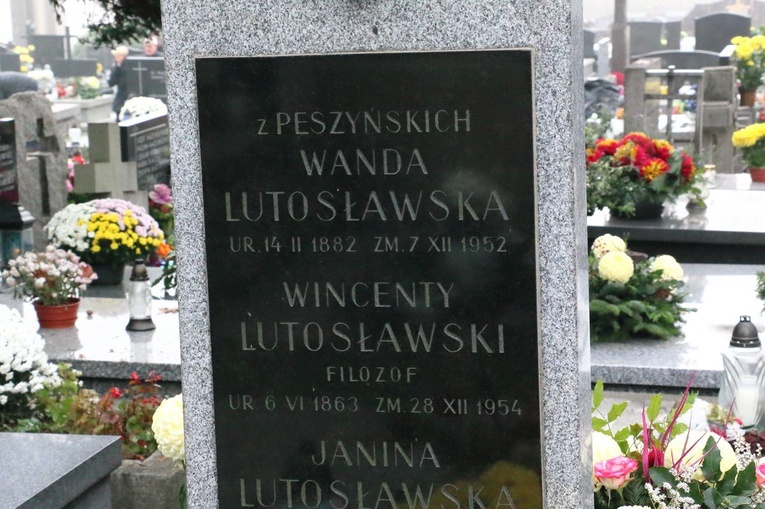 z PESZYŃSKICH
WANDA
LUTOSŁAWSKA
UR. 14 II 1882 ZM. 7 XII 1952
WINCENTY
LUTOSŁAWSKI
FILOZOF
UR 6 VI 1863 ZM. 28 XII 1954
JANINA
LUTOSŁAWSKA